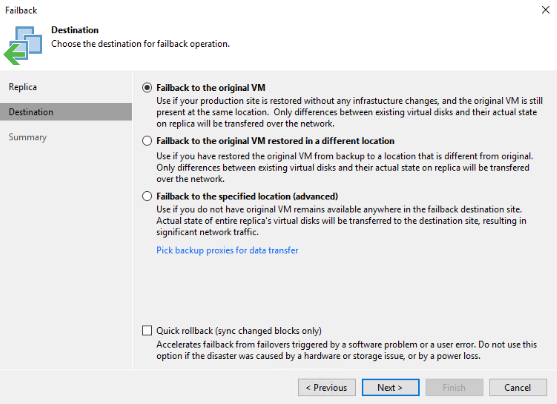 Failback
Destination
Choose the destination for failback operation.
Replica
Destination
Summary
Failback to the original VM
Use if your production site is restored without any infrastucture changes, and the original VM is still
present at the same location. Only differences between existing virtual disks and their actual state
on replica will be transfered over the network.
Failback to the original VM restored in a different location
Use if you have restored the original VM from backup to a location that is different from original.
Only differences between existing virtual disks and their actual state on replica will be transfered
over the network.
Failback to the specified location (advanced)
Use if you do not have original VM remains available anywhere in the failback destination site.
Actual state of entire replica's virtual disks will be transferred to the destination site, resulting in
significant network traffic.
Pick backup proxies for data transfer
Quick rollback (sync changed blocks only)
Accelerates failback from failovers triggered by a software problem or a user error. Do not use this
option if the disaster was caused by a hardware or storage issue, or by a power loss.
< Previous
Next >
Finish
Cancel